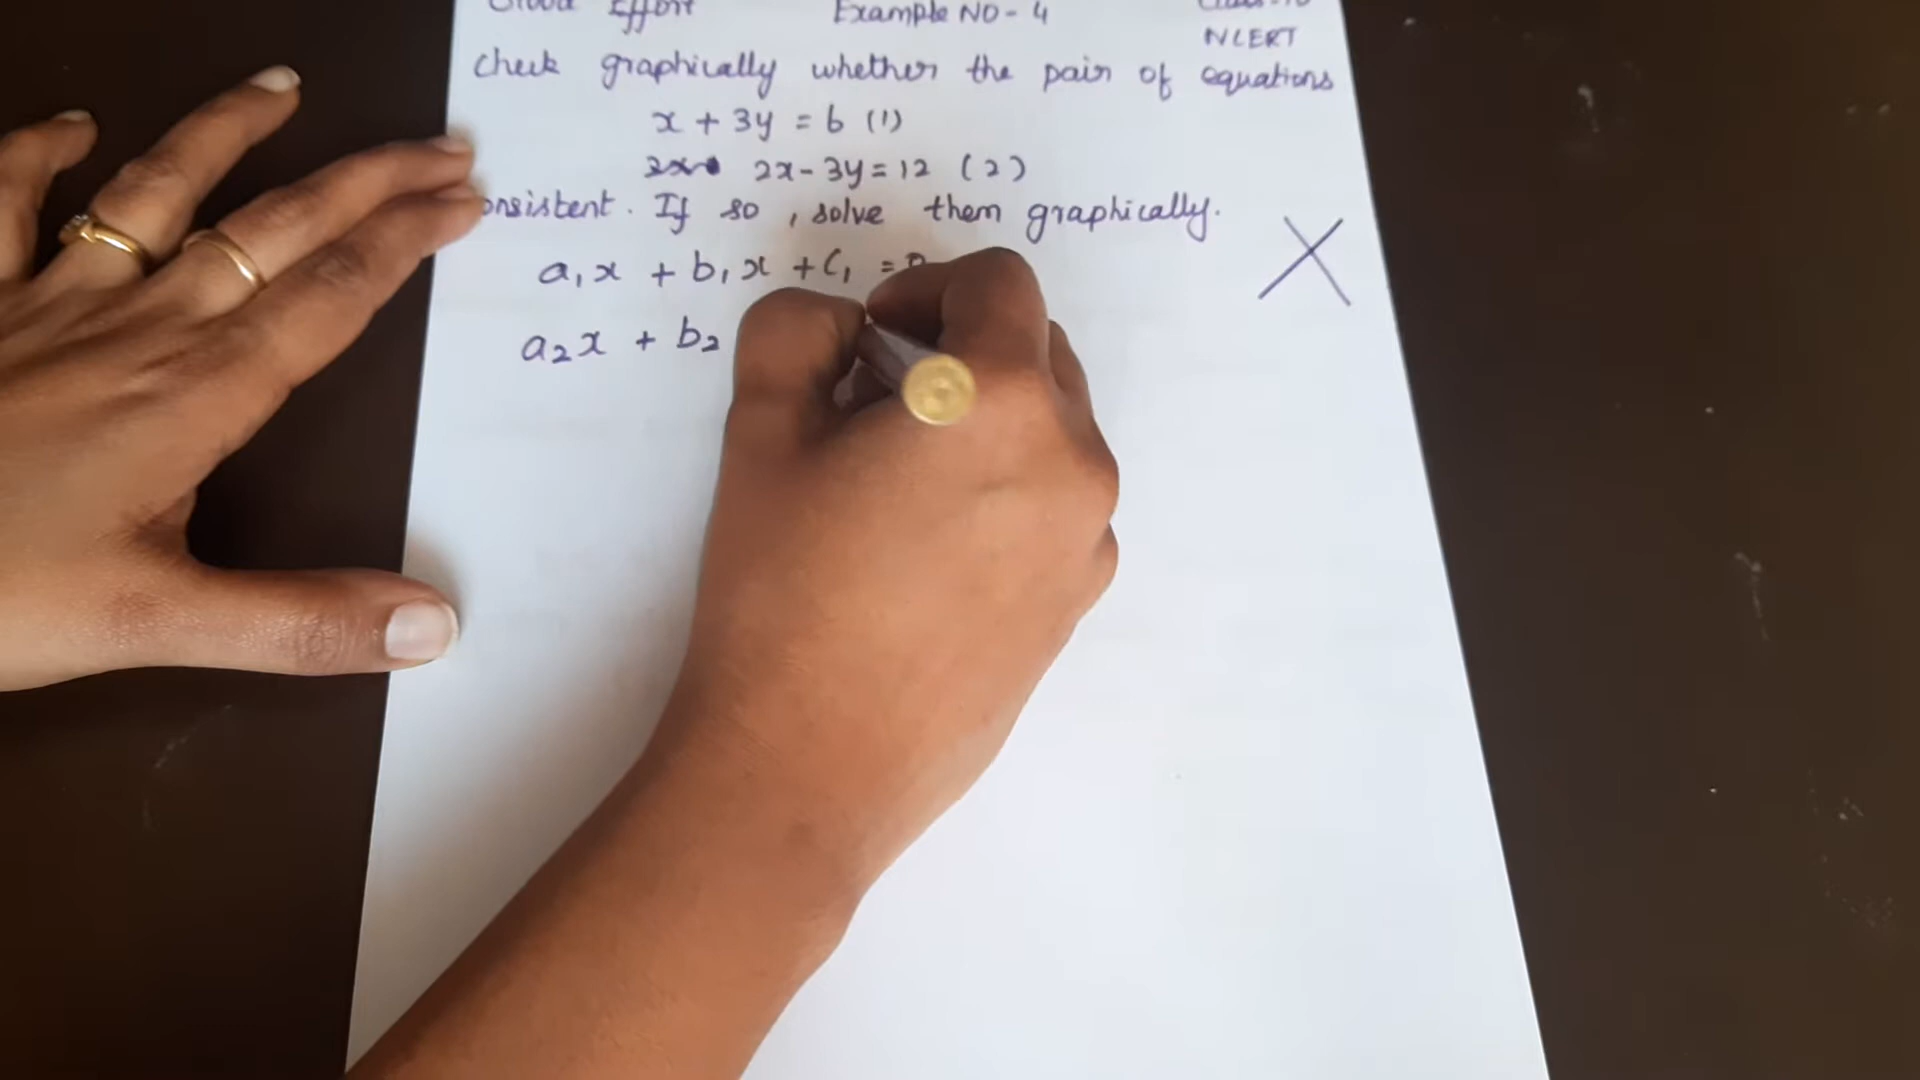 Effort Example NO - 4
NCERT
Check graphically whether the pair of equations
x + 3y = 6 (1)
2x - 3y = 12 (2)
onsistent. If so, solve them graphically.
a₁x + b₁x + C₁ =
a₂x + b₂